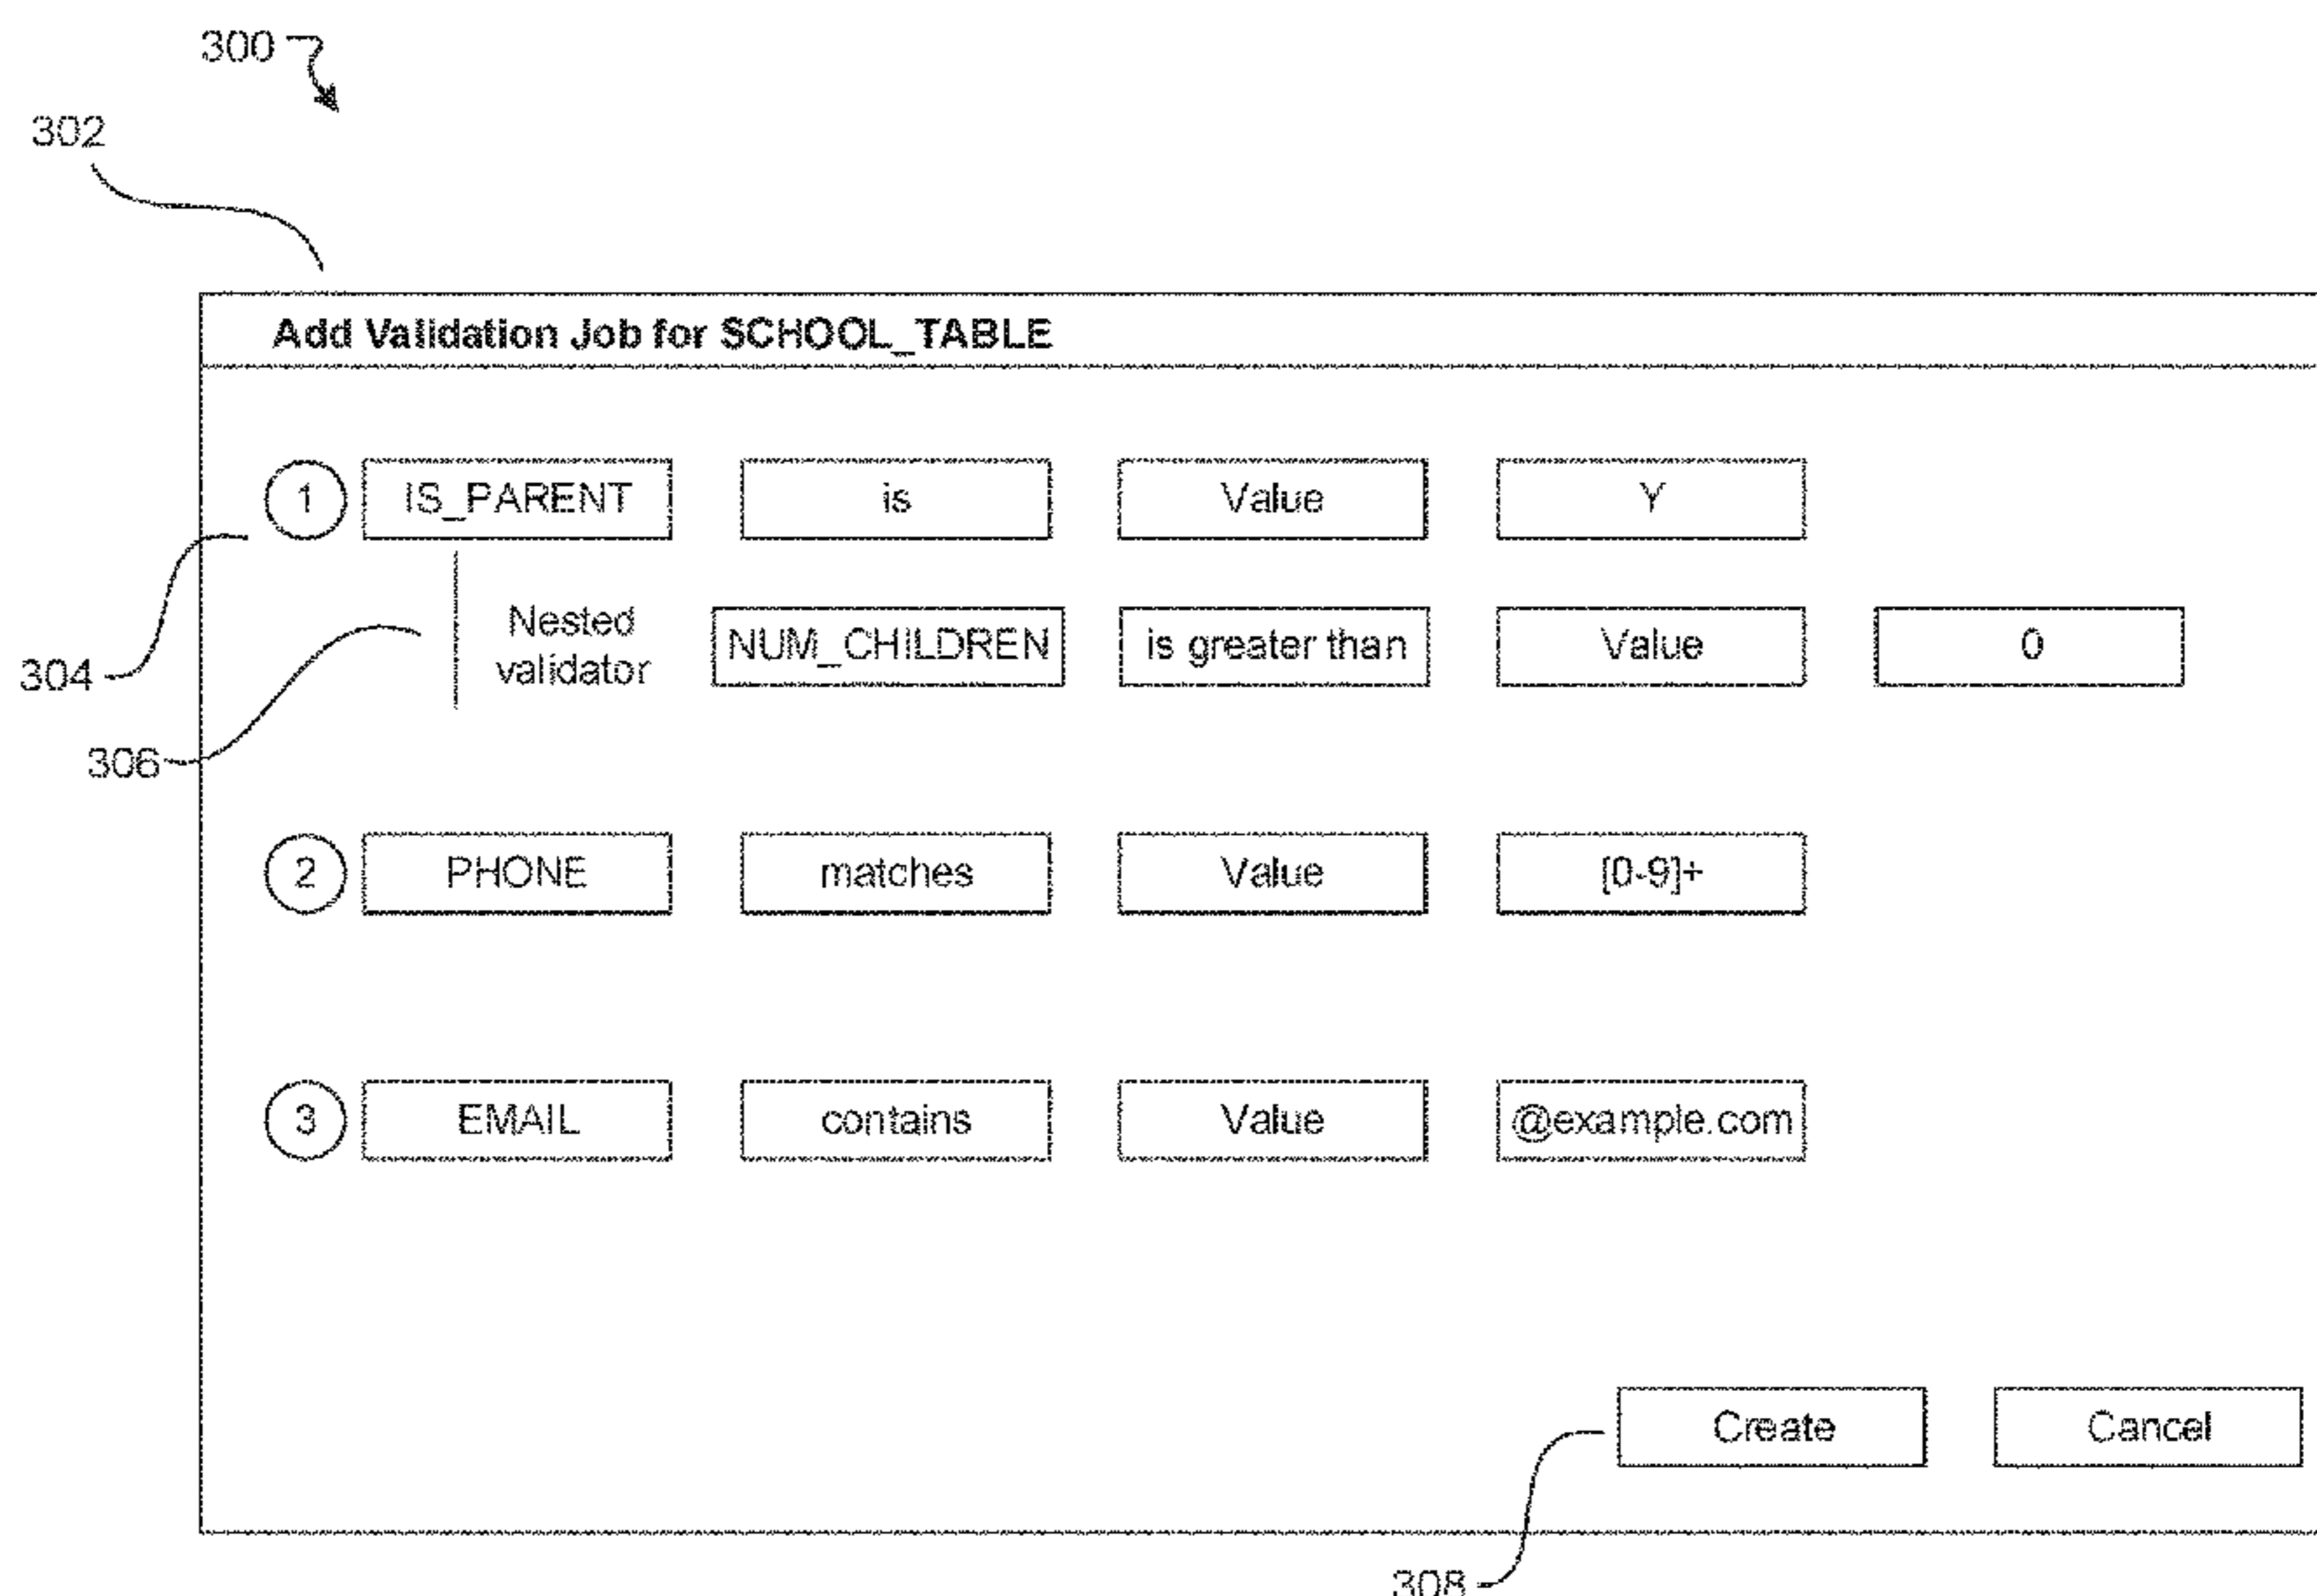 300
302
Add Validation Job for SCHOOL_TABLE
1 IS_PARENT is Value Y
304
306
Nested
validator
NUM_CHILDREN is greater than Value 0
2 PHONE matches Value [0-9]+
3 EMAIL contains Value @example.com
Create Cancel
308